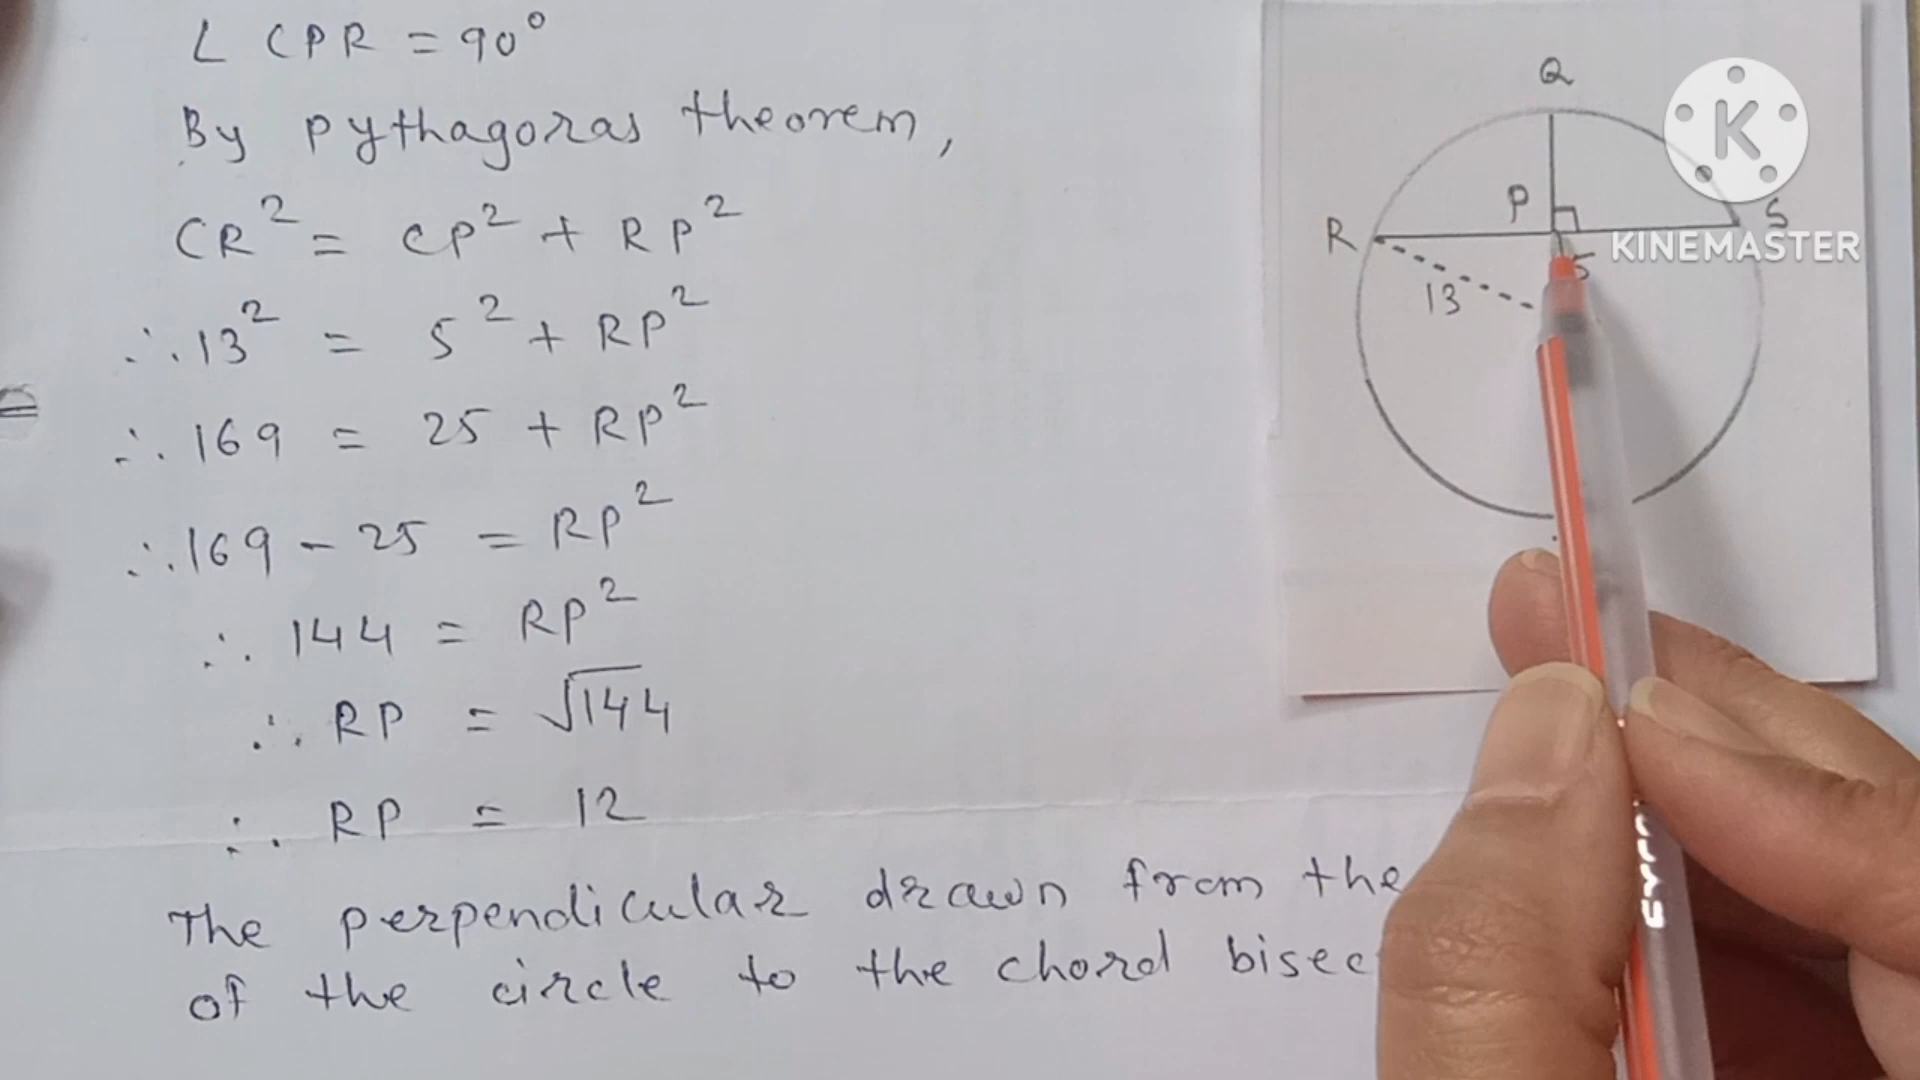 ∠ CPR = 90°
By pythagoras theorem,
CR² = CP² + RP²
∴ 13² = 5² + RP²
∴ 169 = 25 + RP²
∴ 169 - 25 = RP²
∴ 144 = RP²
∴ RP = √144
∴ RP = 12
The perpendicular drawn from the
of the circle to the chord bisec
Q
P
R
S
5
13
K
KINEMASTER